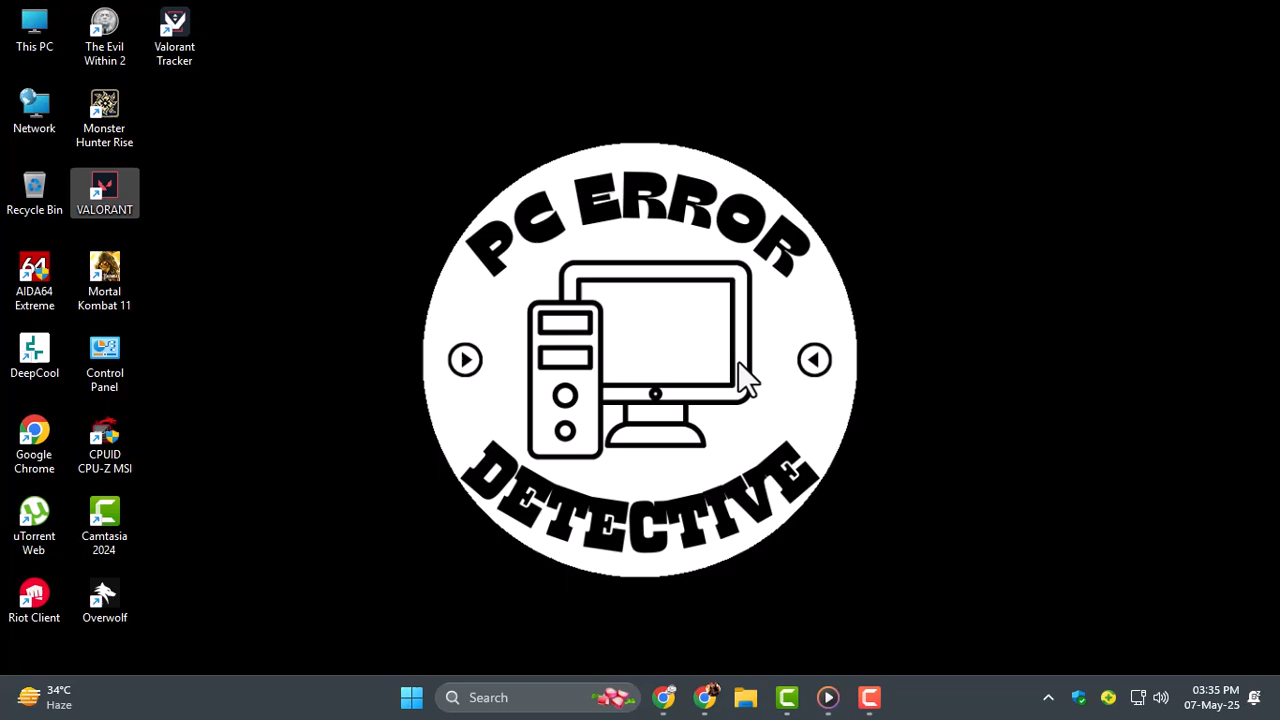 This PC
The Evil
Within 2
Valorant
Tracker
Network
Monster
Hunter Rise
Recycle Bin
VALORANT
64
AIDA64
Extreme
Mortal
Kombat 11
DeepCool
Control
Panel
Google
Chrome
CPUID
CPU-Z MSI
uTorrent
Web
Camtasia
2024
Riot Client
Overwolf
PC ERROR
DETECTIVE
34°C
Haze
Search
03:35 PM
07-May, 25